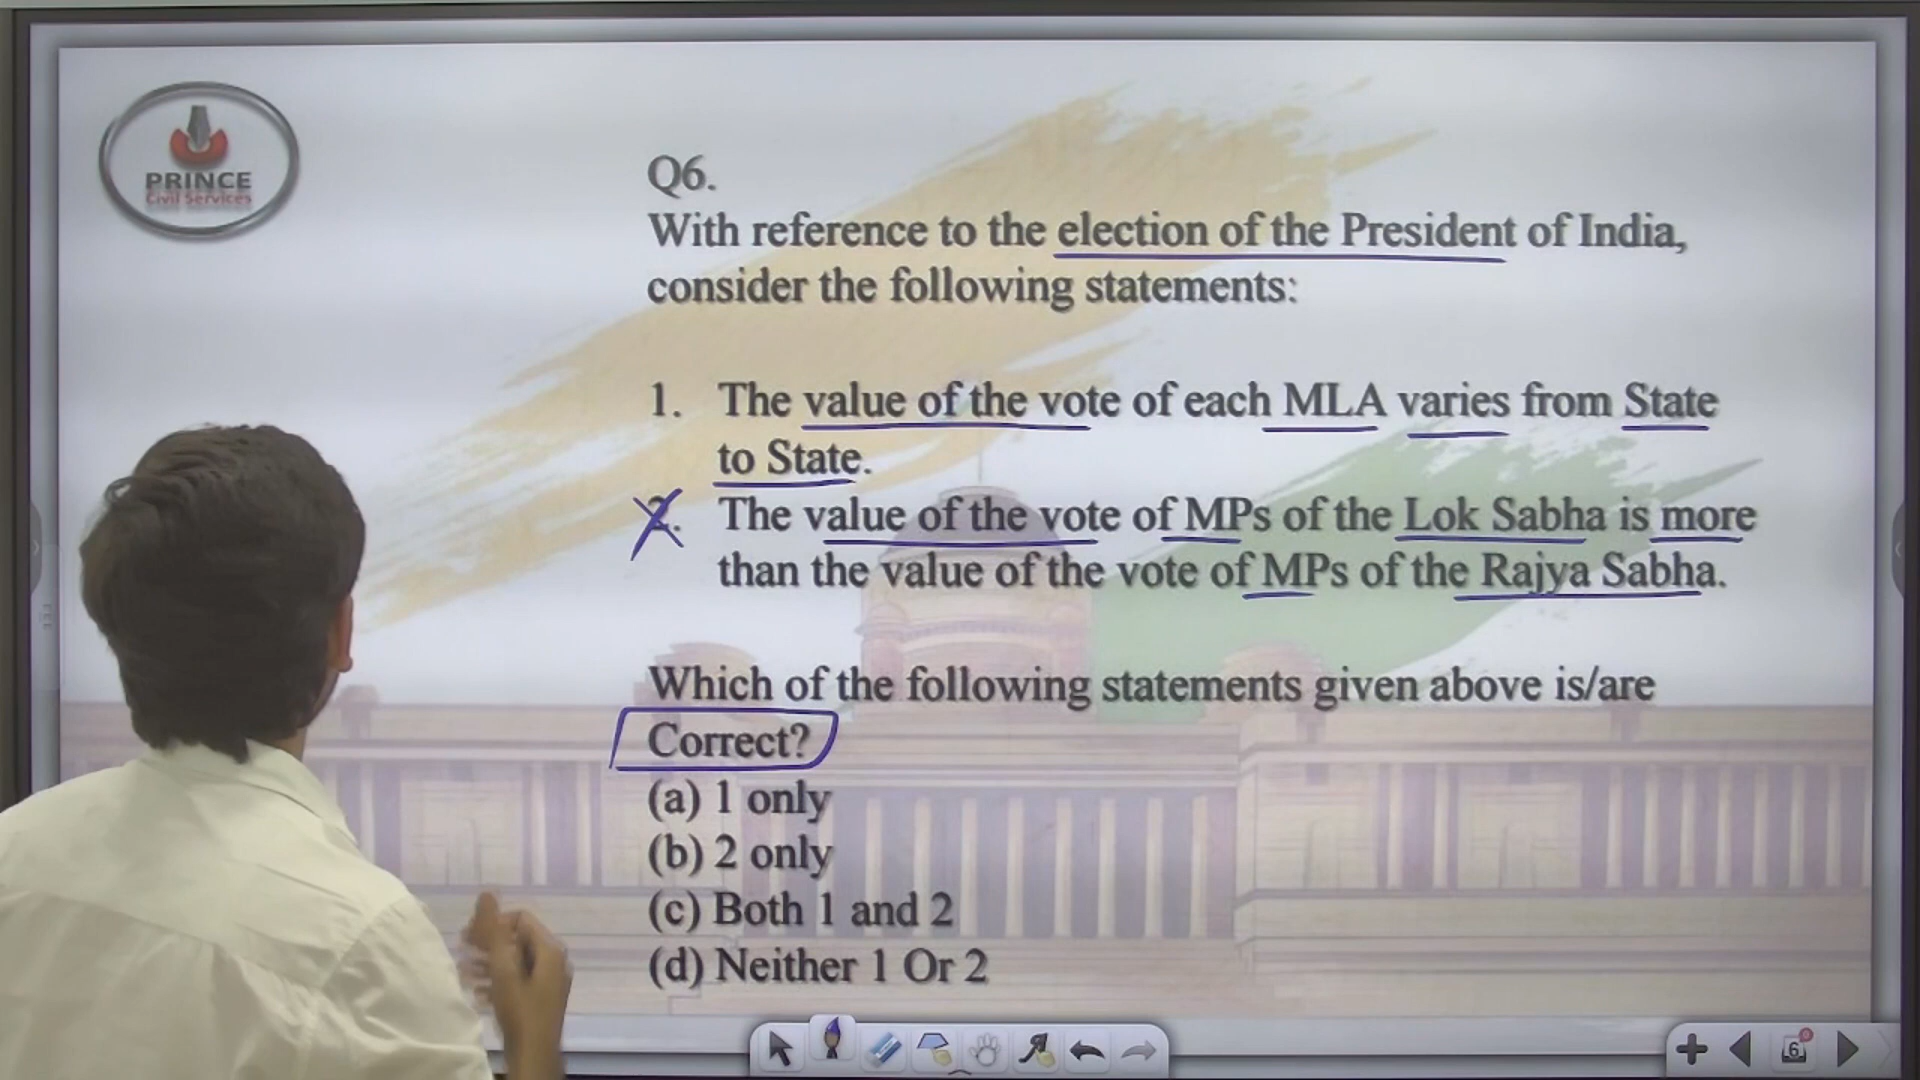 PRINCE
Civil Services
Q6.
With reference to the election of the President of India,
consider the following statements:
1. The value of the vote of each MLA varies from State
to State.
2. The value of the vote of MPs of the Lok Sabha is more
than the value of the vote of MPs of the Rajya Sabha.
Which of the following statements given above is/are
Correct?
(a) 1 only
(b) 2 only
(c) Both 1 and 2
(d) Neither 1 Or 2
6